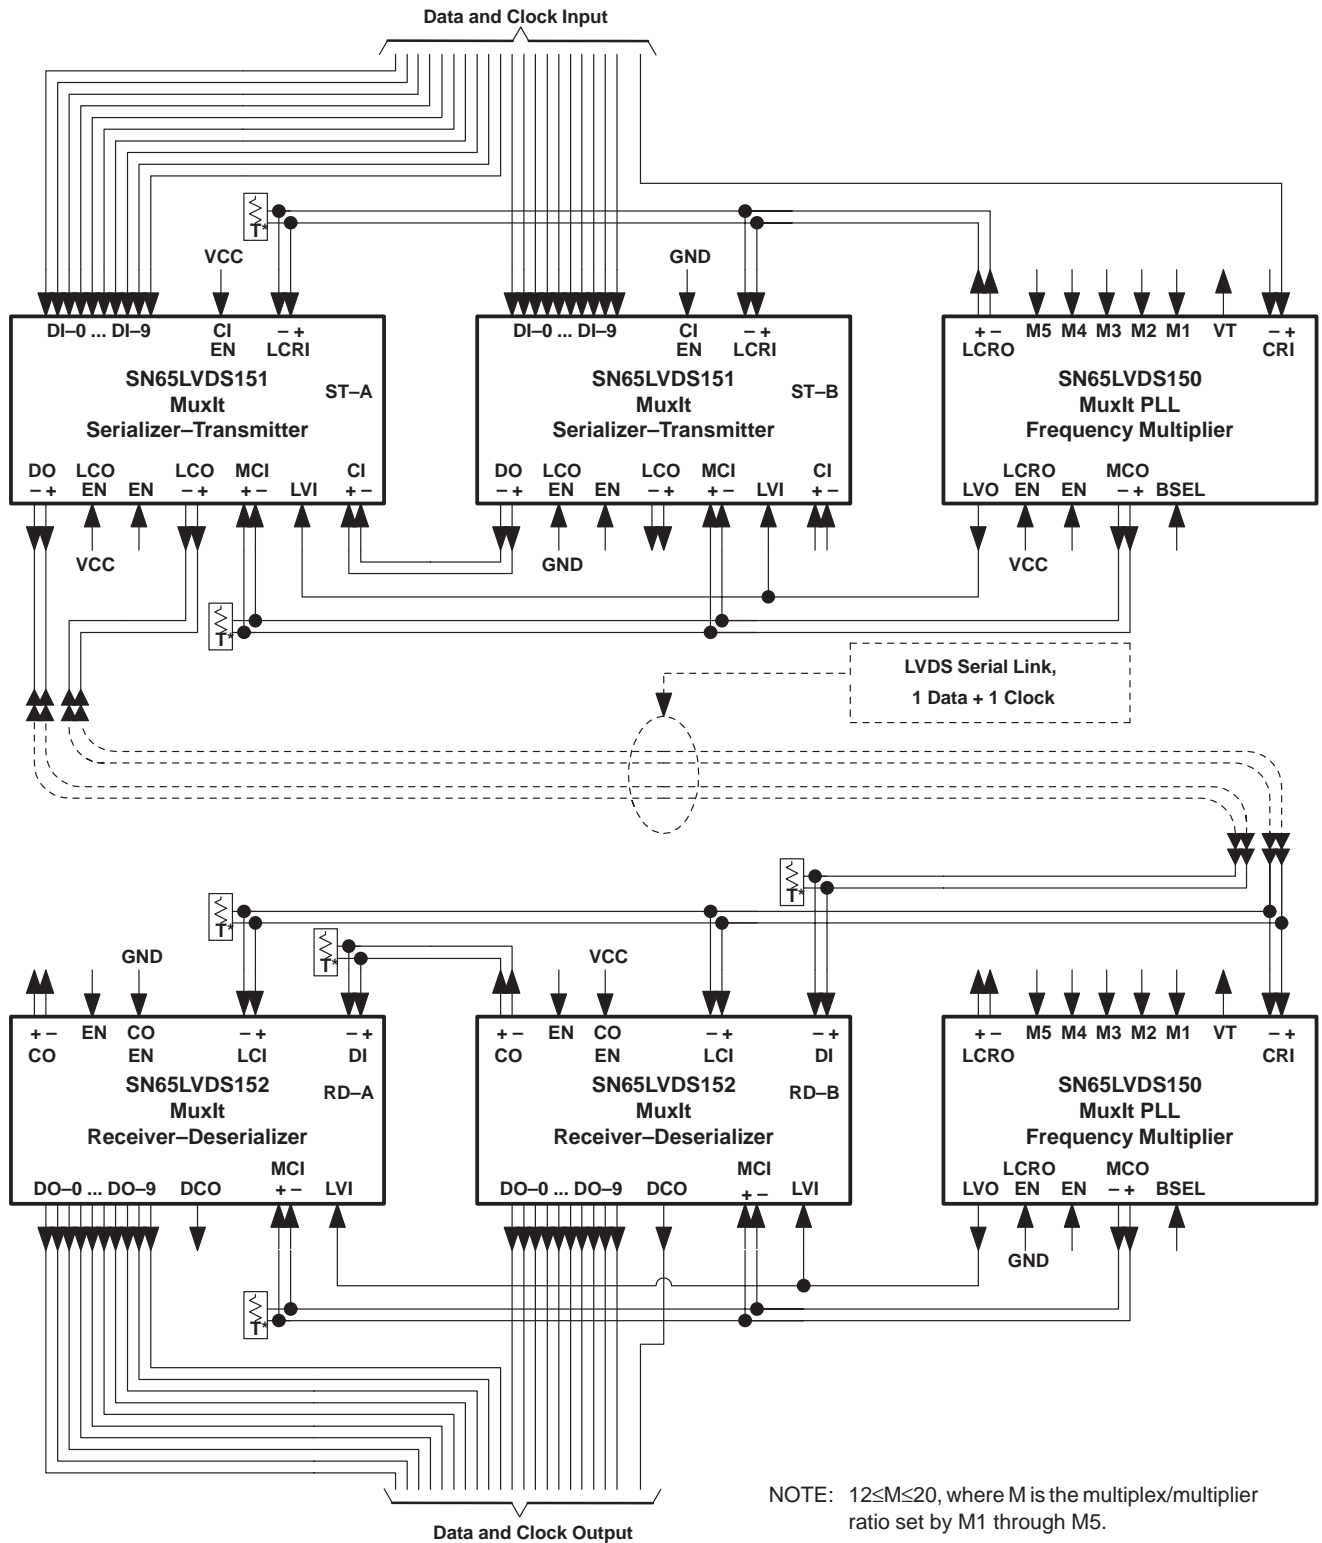 Data and Clock Input
T*
VCC
GND
DI–0 ... DI–9 CI – + DI–0 ... DI–9 CI – + + – M5 M4 M3 M2 M1 VT – +
EN LCRI EN LCRI LCRO CRI
SN65LVDS151 SN65LVDS151 SN65LVDS150
ST–A ST–B
MuxIt MuxIt MuxIt PLL
Serializer–Transmitter Serializer–Transmitter Frequency Multiplier
DO LCO LCO MCI CI DO LCO LCO MCI CI LCRO MCO
– + EN EN – + + – LVI + – – + EN EN – + + – LVI + – LVO EN EN – + BSEL
VCC GND VCC
T*
LVDS Serial Link,
1 Data + 1 Clock
T*
T*
T*
GND VCC
+ – EN CO – + – + + – EN CO – + – + + – M5 M4 M3 M2 M1 VT – +
CO EN LCI DI CO EN LCI DI LCRO CRI
SN65LVDS152 SN65LVDS152 SN65LVDS150
RD–A RD–B
MuxIt MuxIt MuxIt PLL
Receiver–Deserializer Receiver–Deserializer Frequency Multiplier
MCI MCI LCRO MCO
DO–0 ... DO–9 DCO + – LVI DO–0 ... DO–9 DCO + – LVI LVO EN EN – + BSEL
GND
T*
NOTE: 12≤M≤20, where M is the multiplex/multiplier
ratio set by M1 through M5.
Data and Clock Output